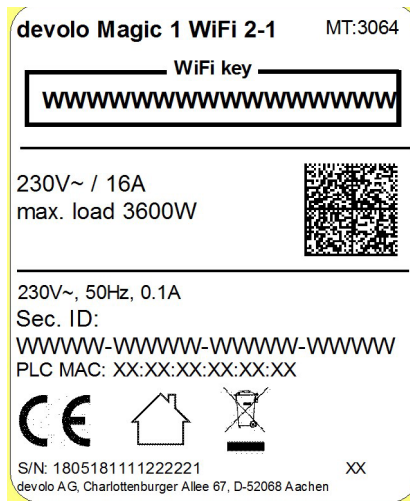 devolo Magic 1 WiFi 2-1 MT:3064
WiFi key
WWWWWWWWWWWWWWWW
230V~ / 16A
max. load 3600W
230V~, 50Hz, 0.1A
Sec. ID:
WWWW-WWWW-WWWW-WWWW
PLC MAC: XX:XX:XX:XX:XX:XX
CE
S/N: 1805181111222221 XX
devolo AG, Charlottenburger Allee 67, D-52068 Aachen